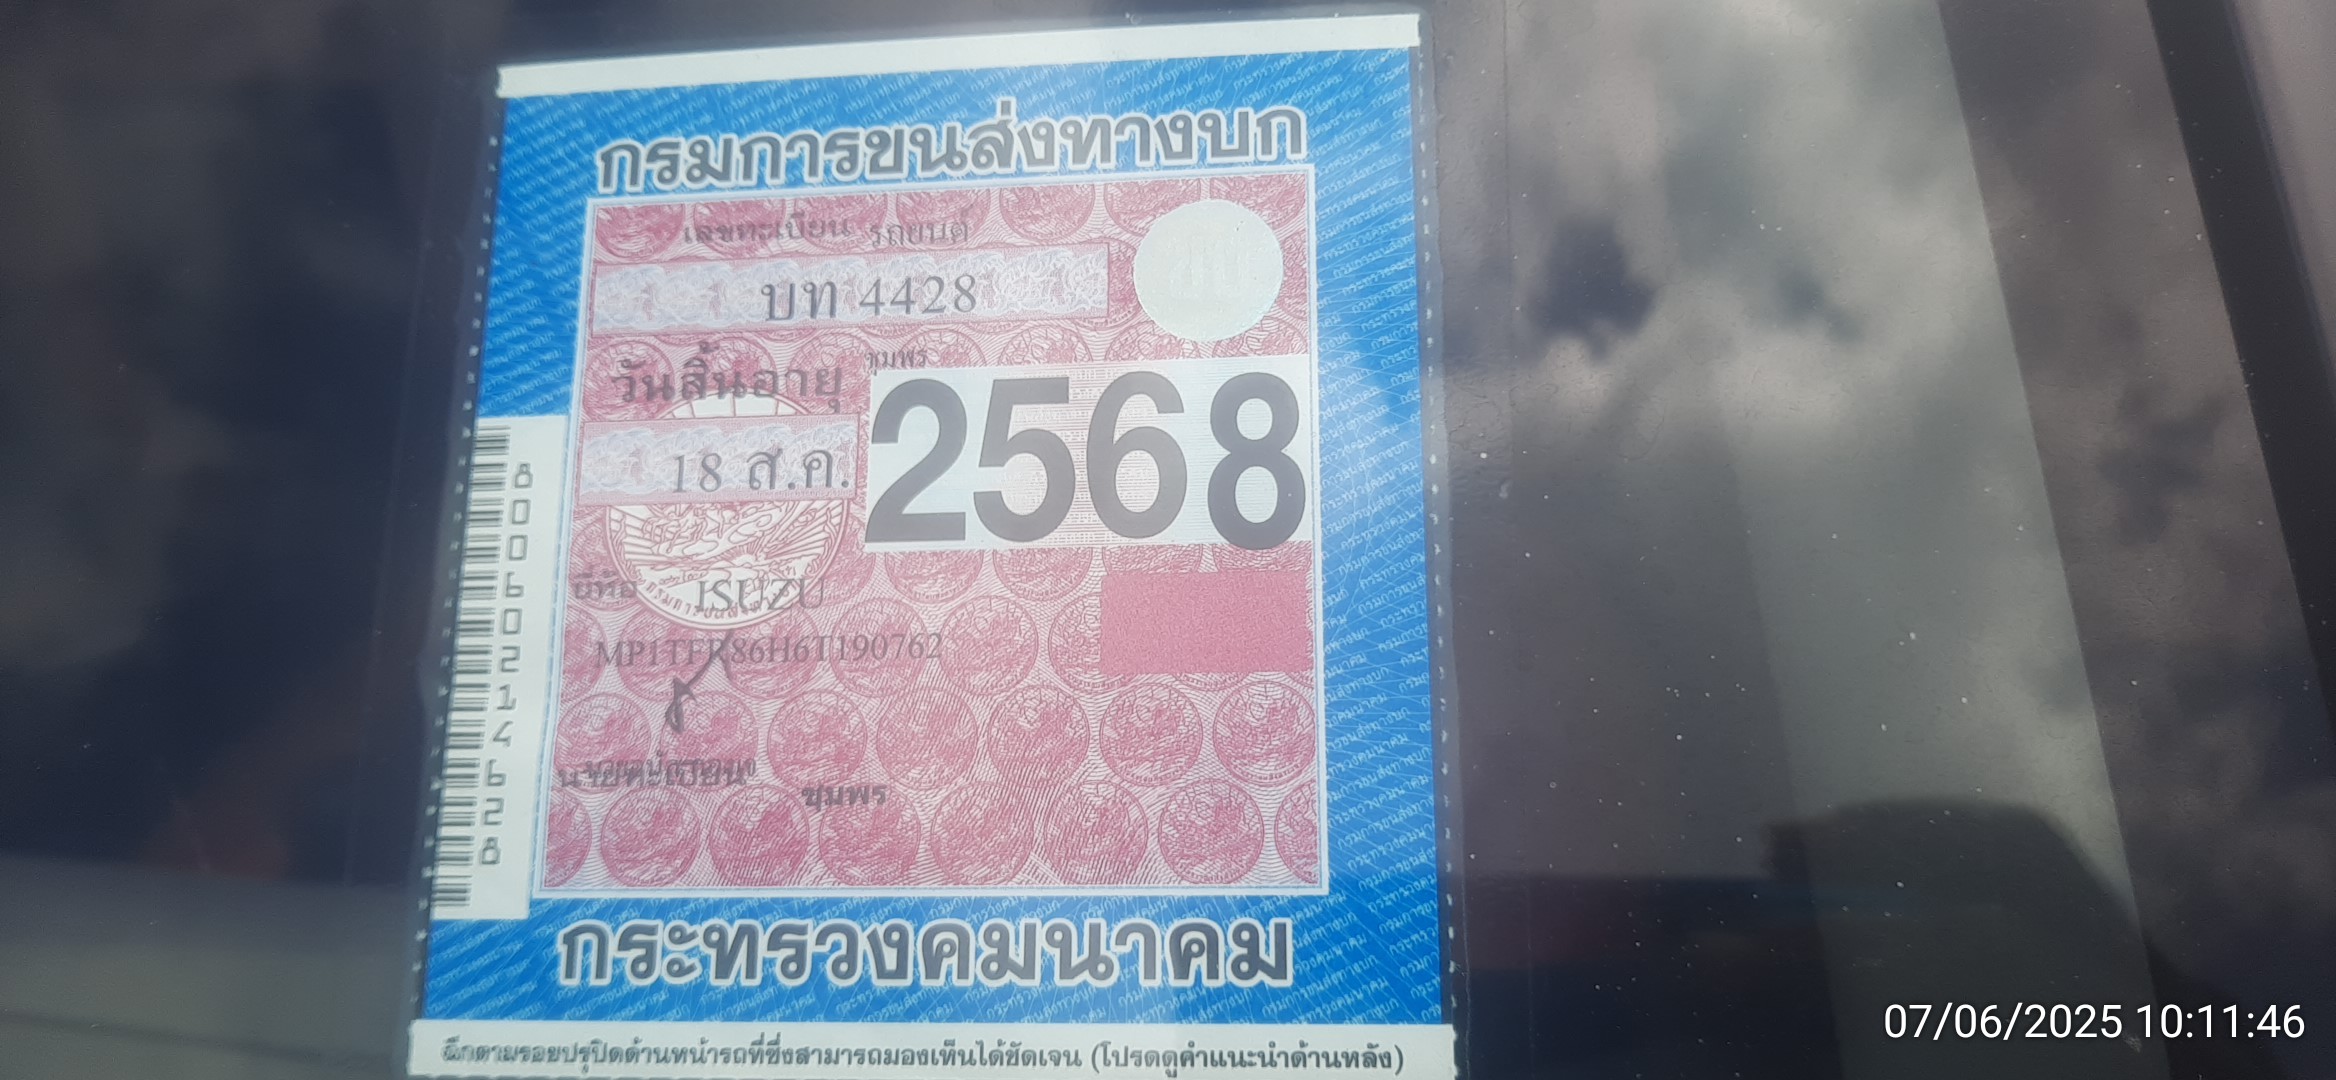 กรมการขนส่งทางบก
เลขทะเบียน รถยนต์
บท 4428
ชุมพร
วันสิ้นอายุ
18 ส.ค. 2568
ยี่ห้อ ISUZU
MP1TFR86H6T190762
นายทะเบียน
ชุมพร
กระทรวงคมนาคม
ฉีกตามรอยปรุปิดด้านหน้ารถที่ซึ่งสามารถมองเห็นได้ชัดเจน (โปรดดูคำแนะนำด้านหลัง)
80060214628
07/06/2025 10:11:46